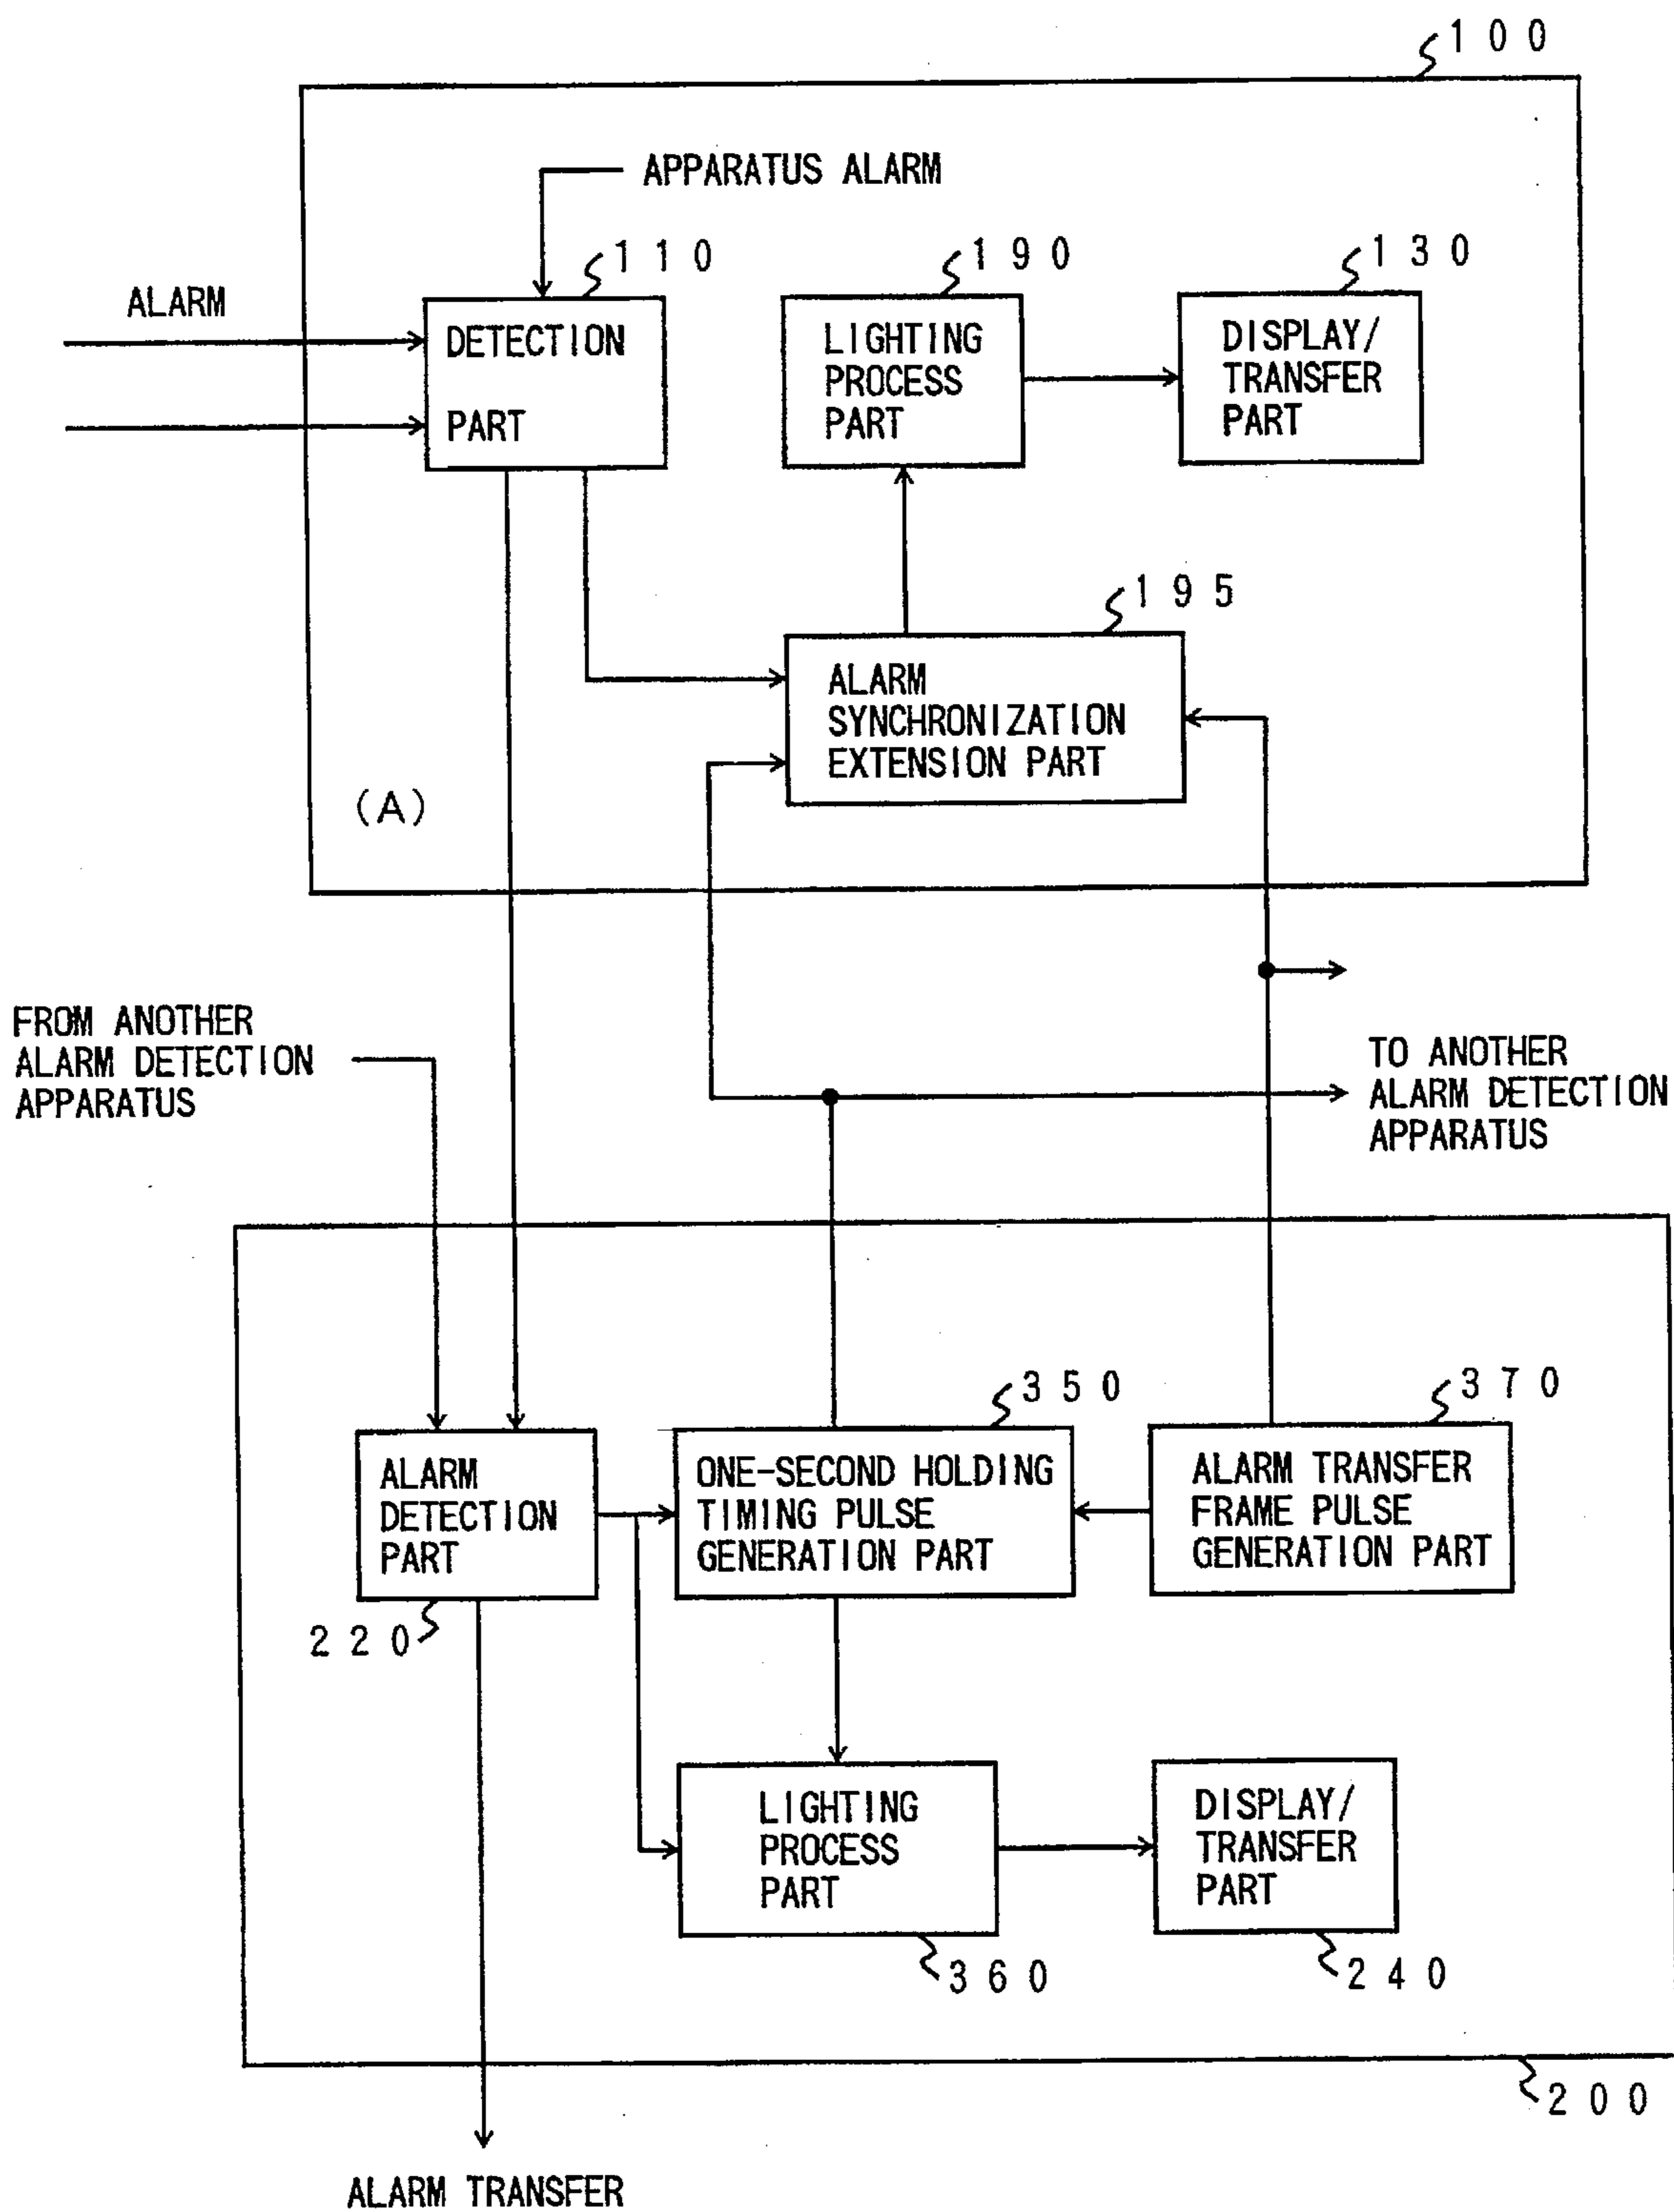 100
APPARATUS ALARM
110
190
130
ALARM
DETECTION
PART
LIGHTING
PROCESS
PART
DISPLAY/
TRANSFER
PART
195
ALARM
SYNCHRONIZATION
EXTENSION PART
(A)
FROM ANOTHER
ALARM DETECTION
APPARATUS
TO ANOTHER
ALARM DETECTION
APPARATUS
350
370
ALARM
DETECTION
PART
ONE-SECOND HOLDING
TIMING PULSE
GENERATION PART
ALARM TRANSFER
FRAME PULSE
GENERATION PART
220
LIGHTING
PROCESS
PART
DISPLAY/
TRANSFER
PART
360
240
200
ALARM TRANSFER